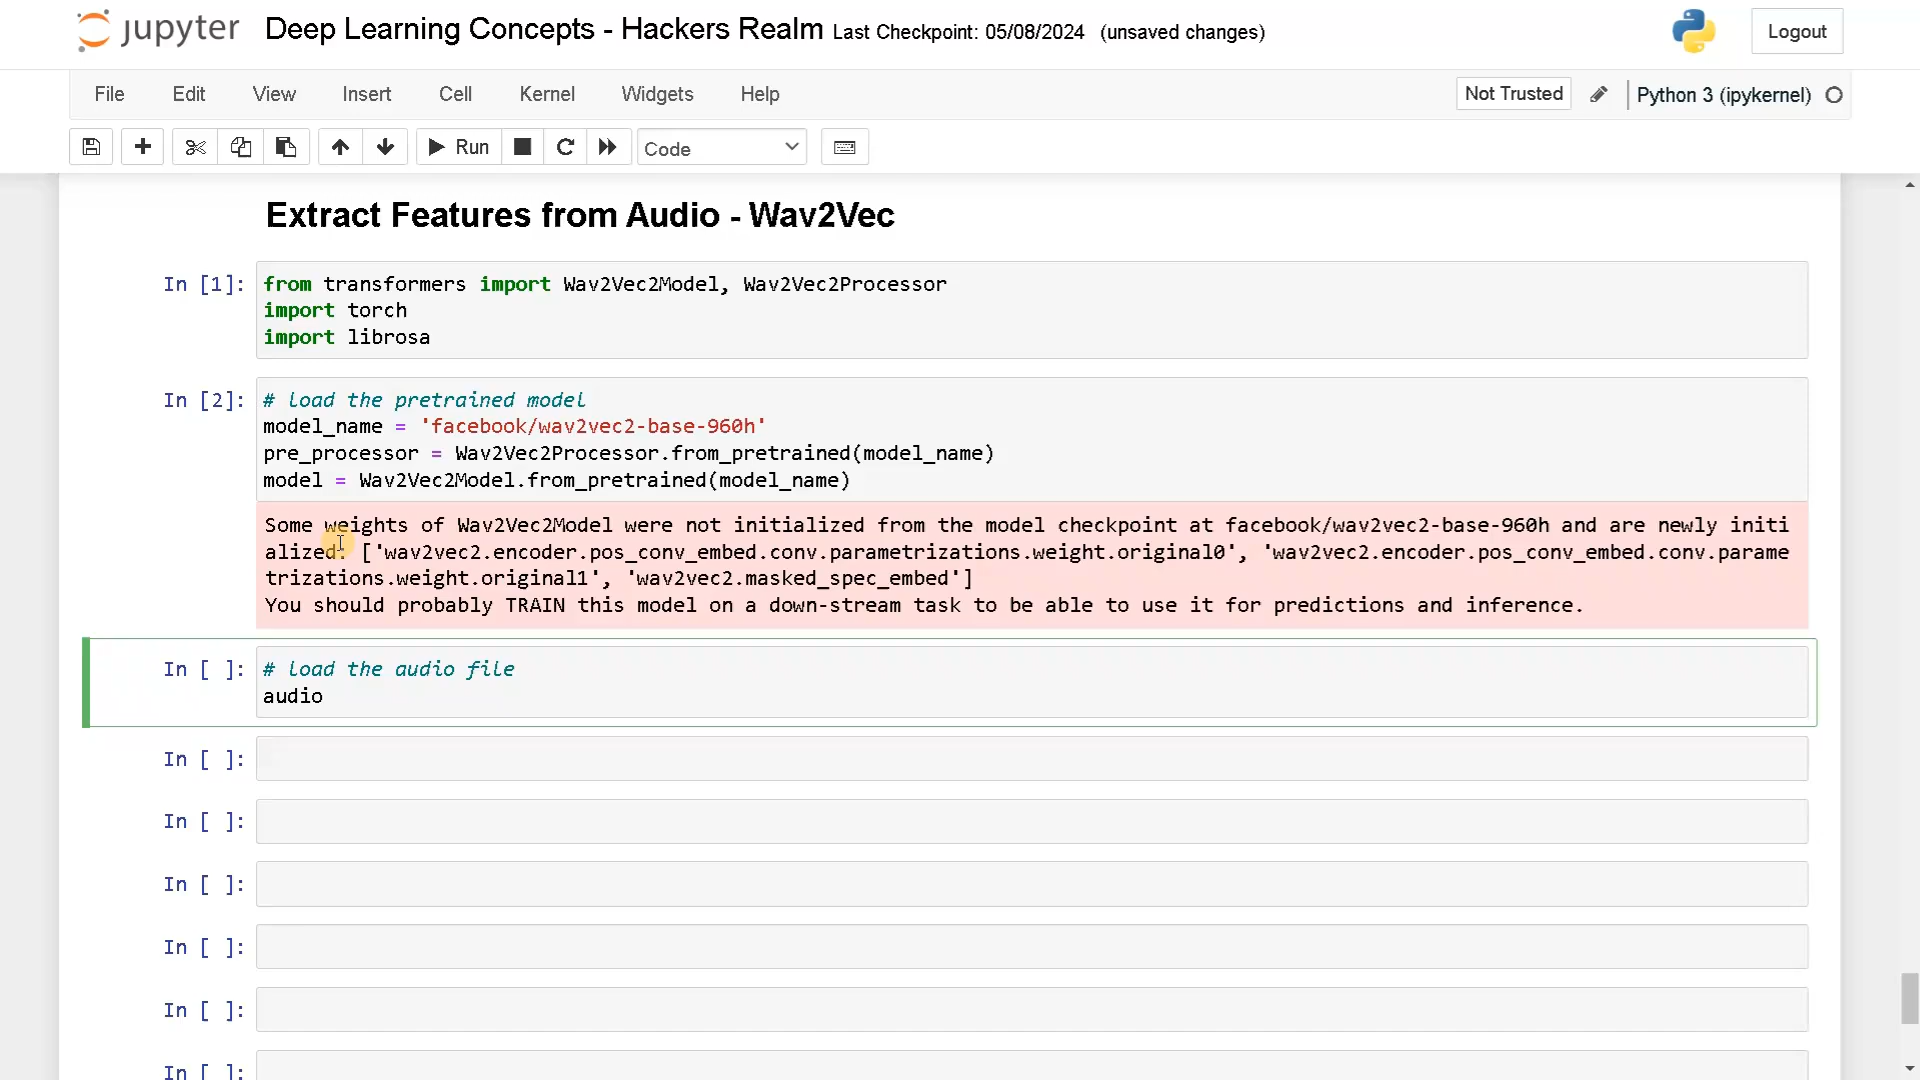 jupyter Deep Learning Concepts - Hackers Realm Last Checkpoint: 05/08/2024 (unsaved changes) Logout
File Edit View Insert Cell Kernel Widgets Help Not Trusted Python 3 (ipykernel)
Run Code
Extract Features from Audio - Wav2Vec
In [1]: from transformers import Wav2Vec2Model, Wav2Vec2Processor
import torch
import librosa
In [2]: # load the pretrained model
model_name = 'facebook/wav2vec2-base-960h'
pre_processor = Wav2Vec2Processor.from_pretrained(model_name)
model = Wav2Vec2Model.from_pretrained(model_name)
Some weights of Wav2Vec2Model were not initialized from the model checkpoint at facebook/wav2vec2-base-960h and are newly initi
alized: ['wav2vec2.encoder.pos_conv_embed.conv.parametrizations.weight.original0', 'wav2vec2.encoder.pos_conv_embed.conv.parame
trizations.weight.original1', 'wav2vec2.masked_spec_embed']
You should probably TRAIN this model on a down-stream task to be able to use it for predictions and inference.
In [ ]: # load the audio file
audio
In [ ]:
In [ ]:
In [ ]:
In [ ]:
In [ ]:
In [ ]: